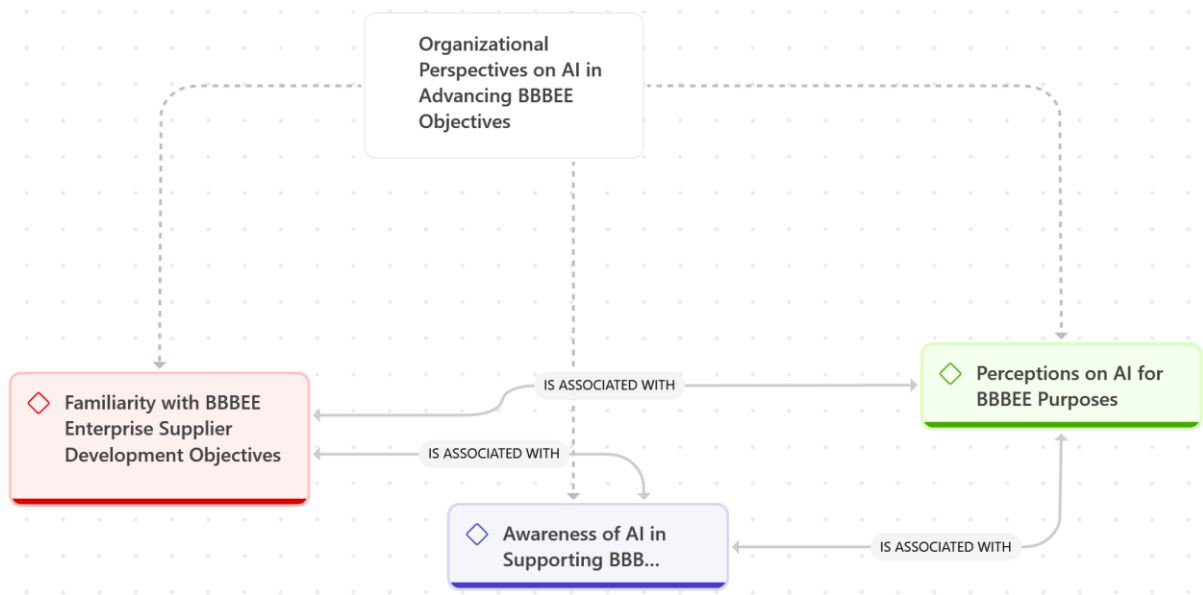 Organizational
Perspectives on AI in
Advancing BBBEE
Objectives
IS ASSOCIATED WITH
Perceptions on AI for
BBBEE Purposes
Familiarity with BBBEE
Enterprise Supplier
Development Objectives
IS ASSOCIATED WITH
Awareness of AI in
Supporting BBB...
IS ASSOCIATED WITH